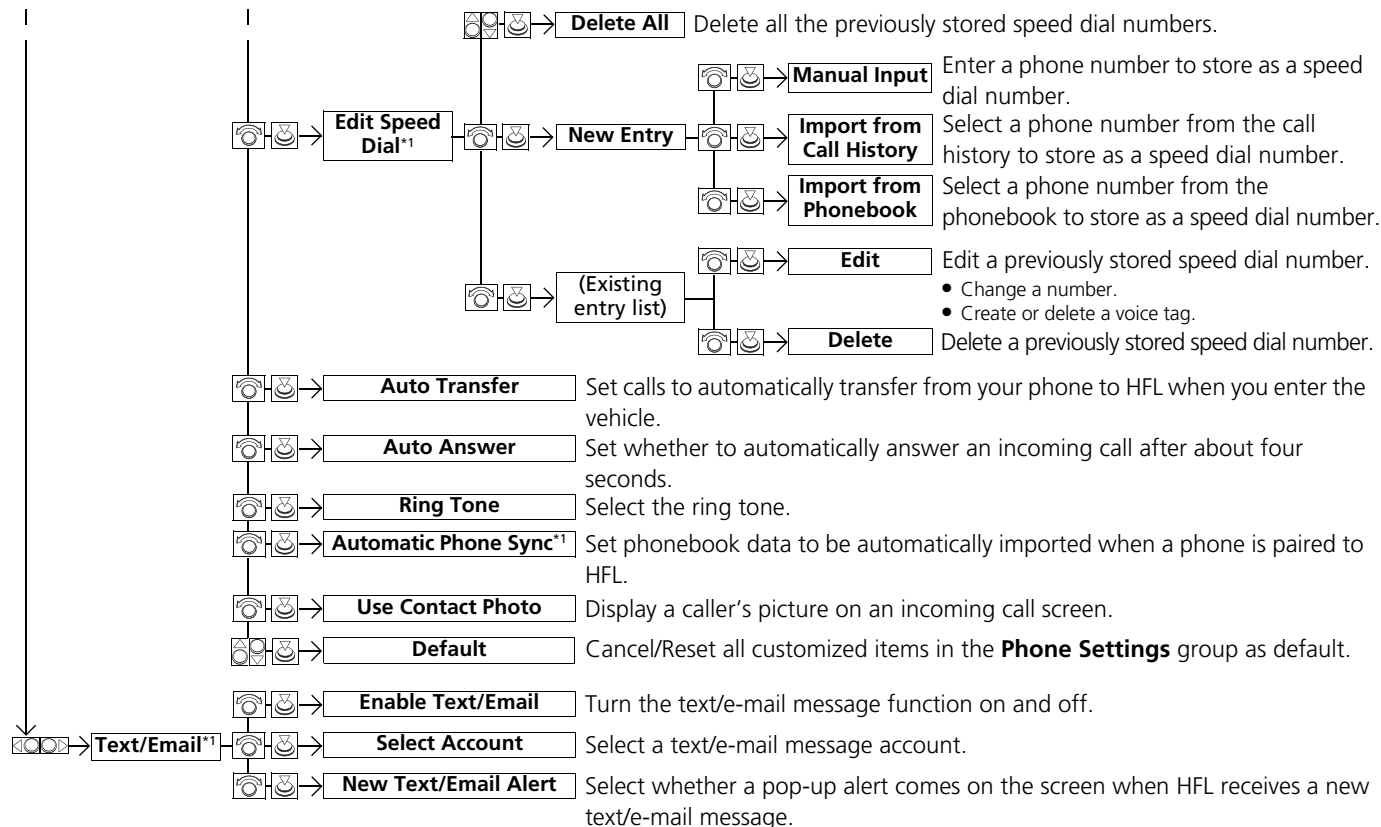 Delete All Delete all the previously stored speed dial numbers.
Manual Input Enter a phone number to store as a speed
dial number.
Edit Speed
Dial*1
New Entry
Import from
Call History
Select a phone number from the call
history to store as a speed dial number.
Import from
Phonebook
Select a phone number from the
phonebook to store as a speed dial number.
(Existing
entry list)
Edit Edit a previously stored speed dial number.
• Change a number.
• Create or delete a voice tag.
Delete Delete a previously stored speed dial number.
Auto Transfer Set calls to automatically transfer from your phone to HFL when you enter the
vehicle.
Auto Answer Set whether to automatically answer an incoming call after about four
seconds.
Ring Tone Select the ring tone.
Automatic Phone Sync*1 Set phonebook data to be automatically imported when a phone is paired to
HFL.
Use Contact Photo Display a caller's picture on an incoming call screen.
Default Cancel/Reset all customized items in the Phone Settings group as default.
Enable Text/Email Turn the text/e-mail message function on and off.
Text/Email*1 Select Account Select a text/e-mail message account.
New Text/Email Alert Select whether a pop-up alert comes on the screen when HFL receives a new
text/e-mail message.